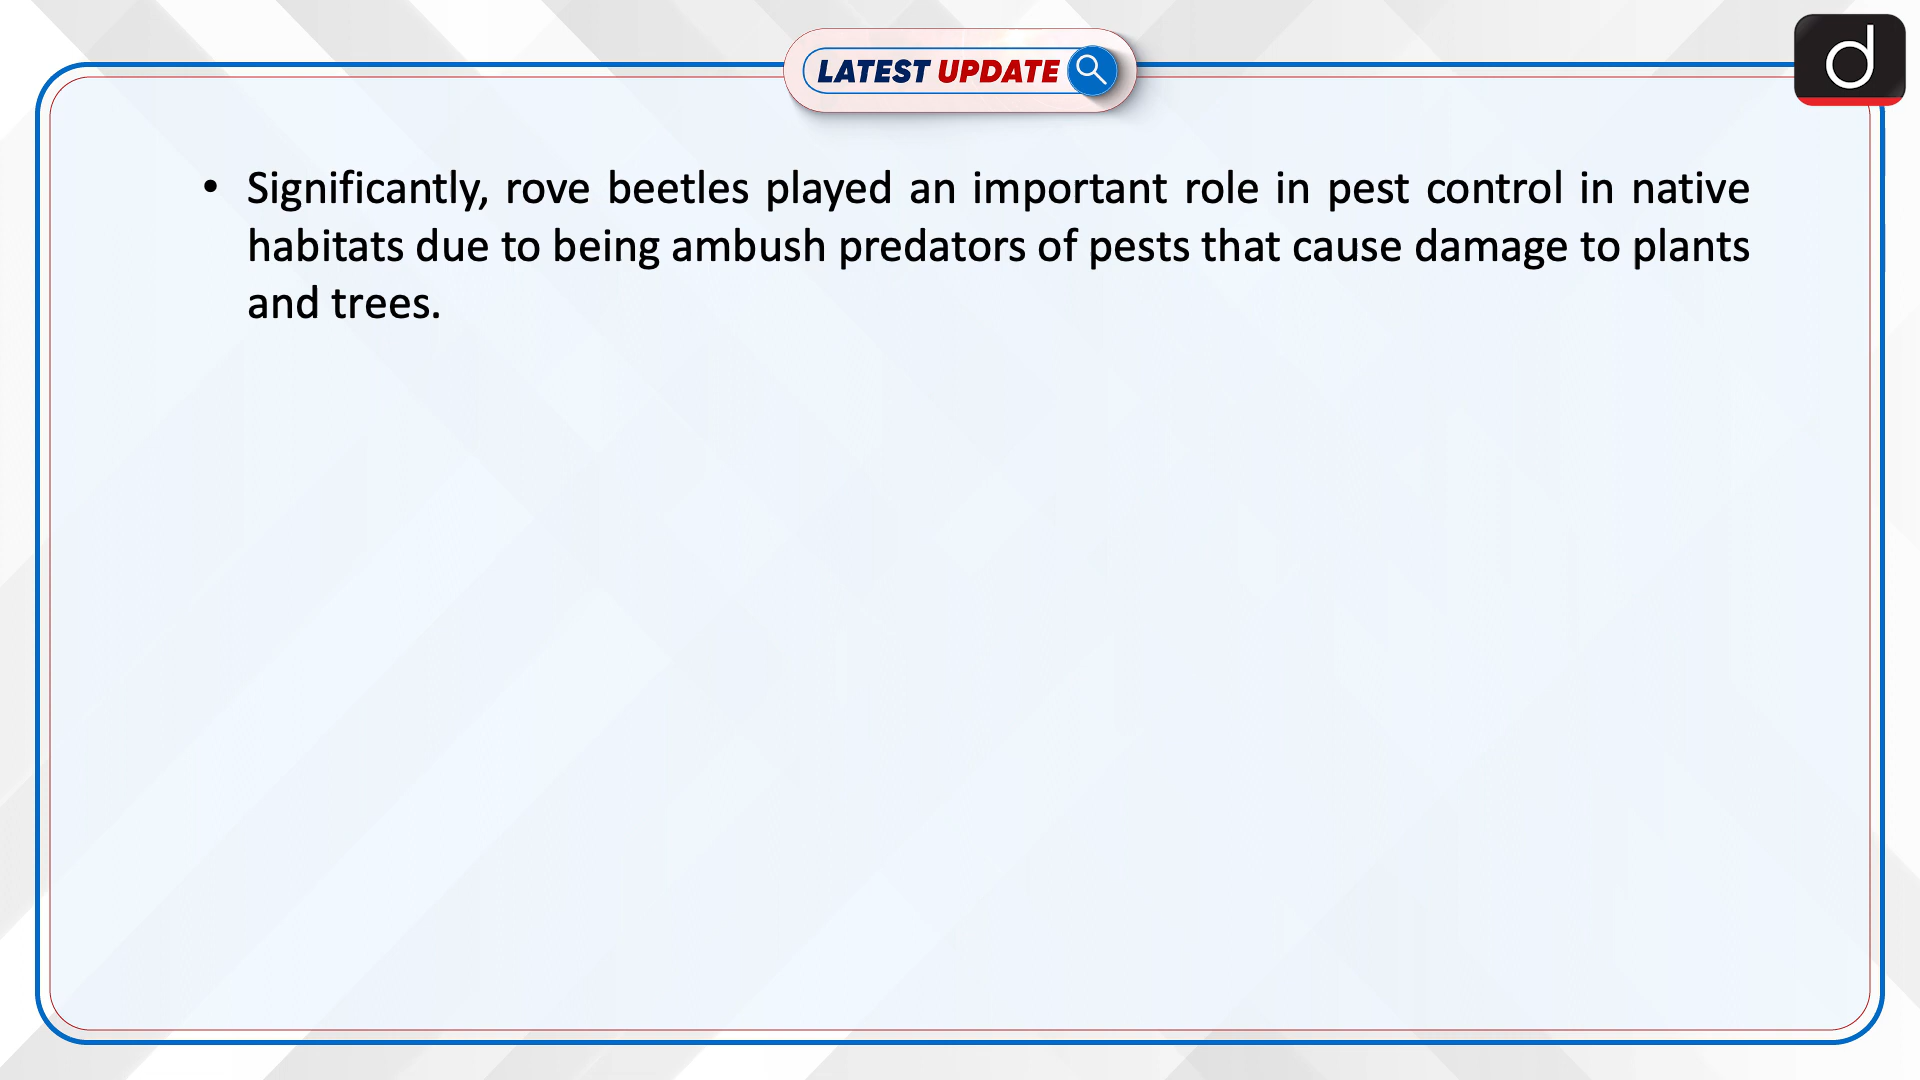 LATEST UPDATE
d
• Significantly, rove beetles played an important role in pest control in native
habitats due to being ambush predators of pests that cause damage to plants
and trees.